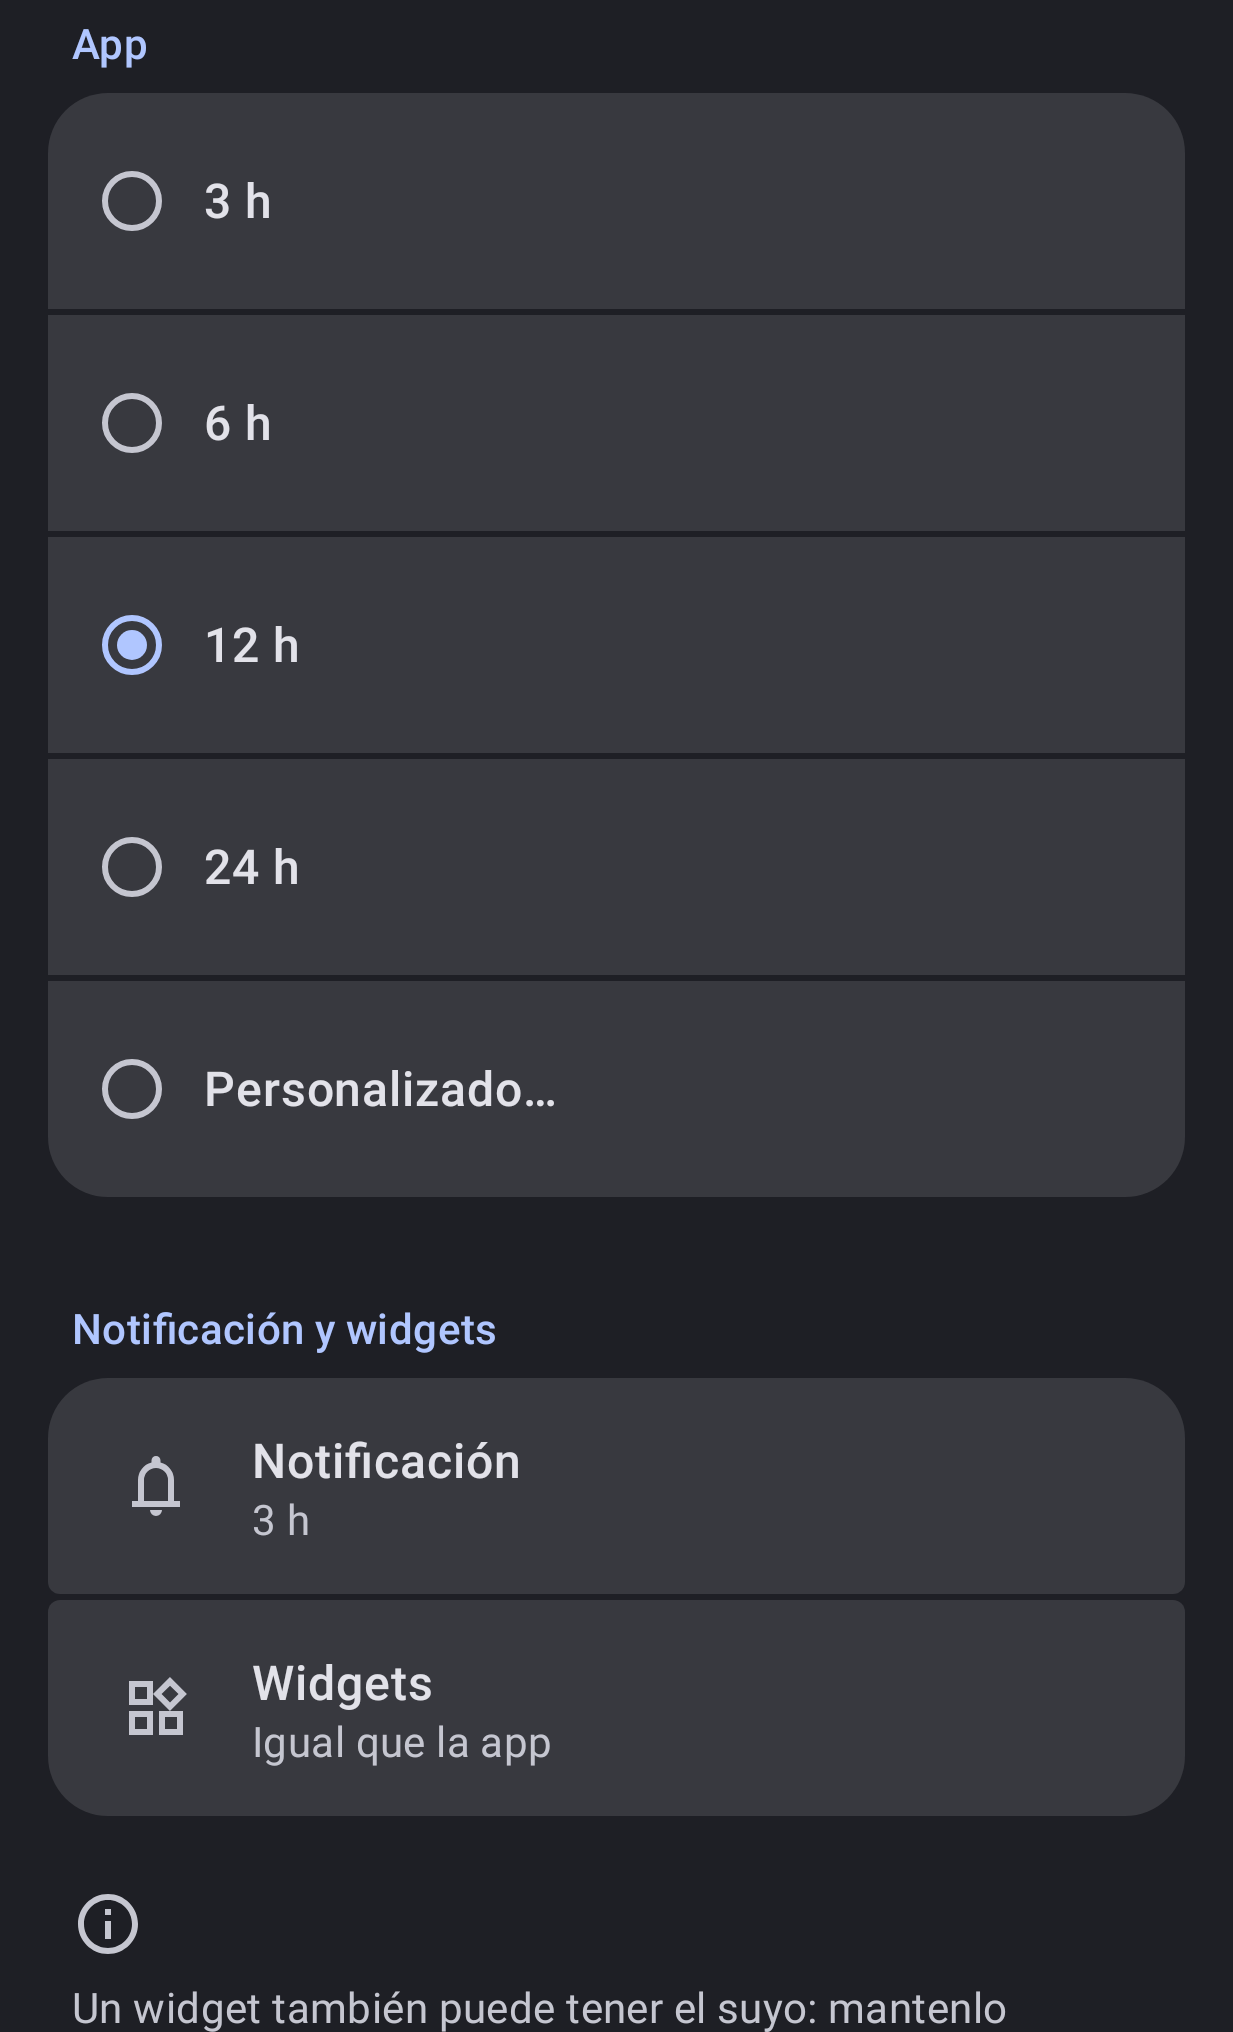 App
3 h
6 h
12 h
24 h
Personalizado...
Notificación y widgets
Notificación
3 h
Widgets
Igual que la app
Un widget también puede tener el suyo: mantenlo